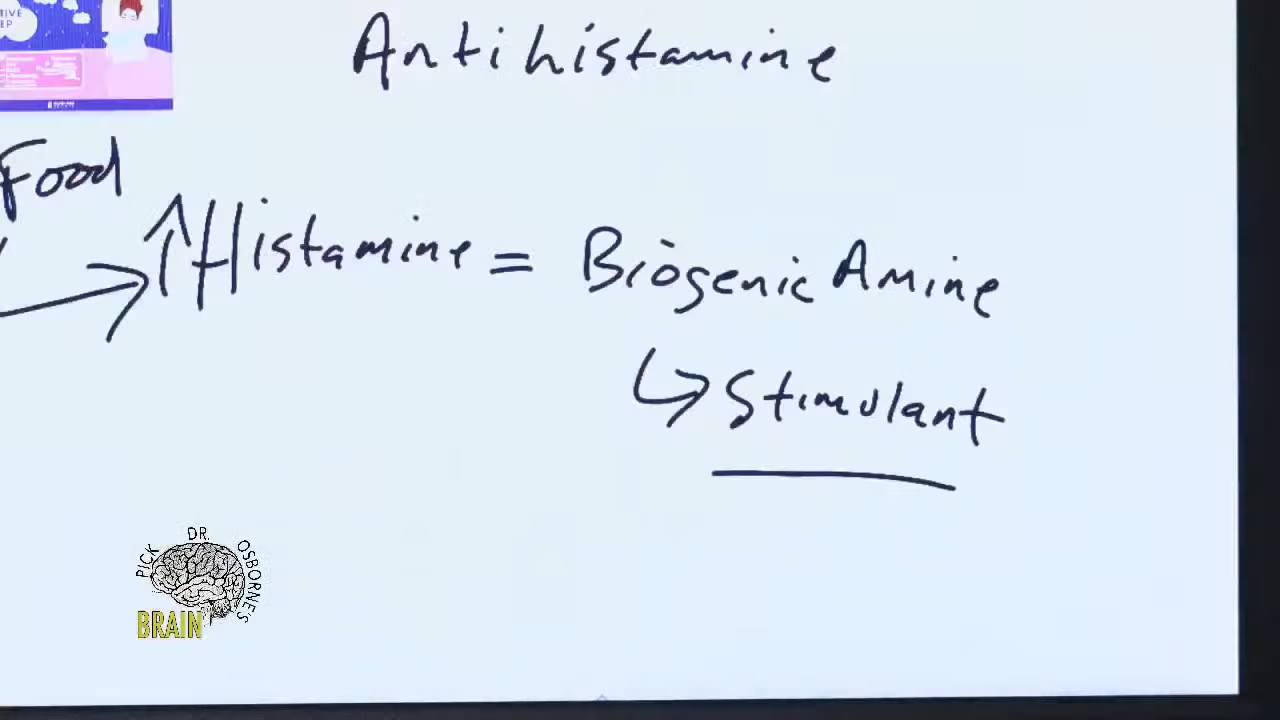 Antihistamine
Food
↑Histamine = Biogenic Amine
↳ Stimulant
PICK DR. OSBORNE'S
BRAIN